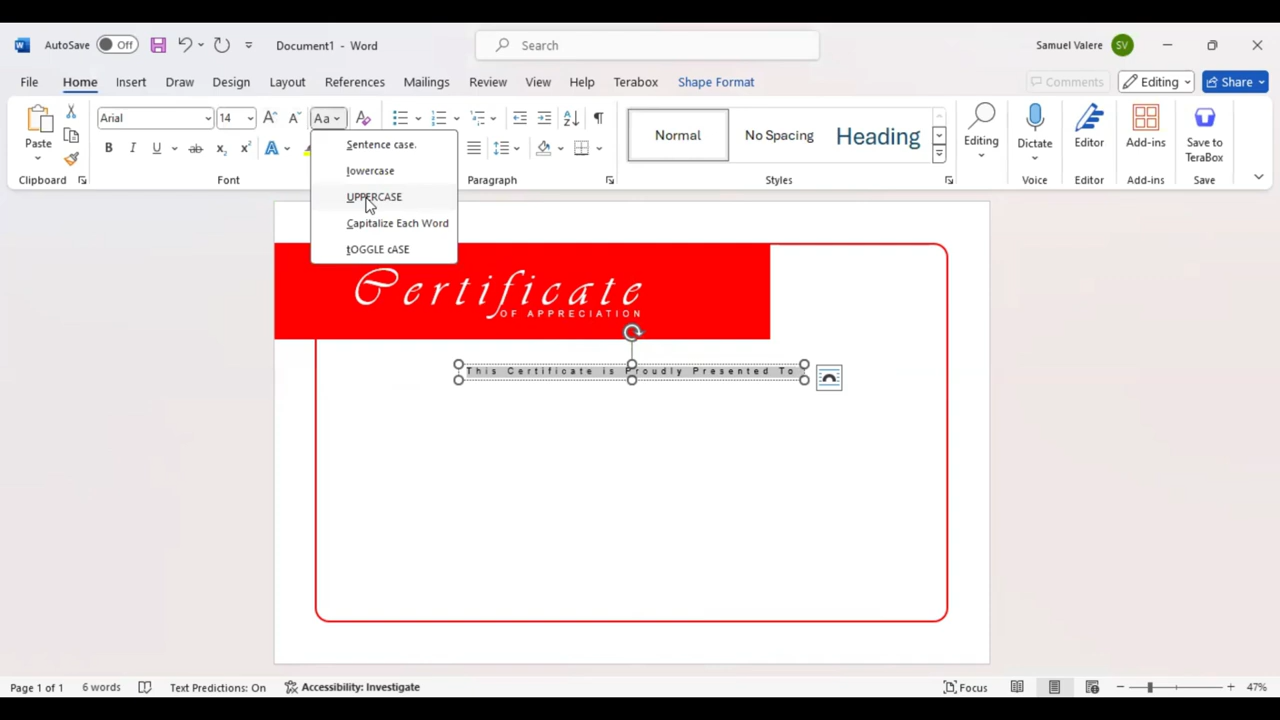 AutoSave Off Document1 - Word Search Samuel Valere SV
File Home Insert Draw Design Layout References Mailings Review View Help Terabox Shape Format Comments Editing Share
Arial 14 Aa Normal No Spacing Heading
Paste Editing Dictate Editor Add-ins Save to TeraBox
B I U ab x₂ x² A
Clipboard Font Paragraph Styles Voice Editor Add-ins Save
Sentence case.
lowercase
UPPERCASE
Capitalize Each Word
tOGGLE cASE
Certificate
OF APPRECIATION
This Certificate is Proudly Presented To
Page 1 of 1 6 words Text Predictions: On Accessibility: Investigate Focus 47%